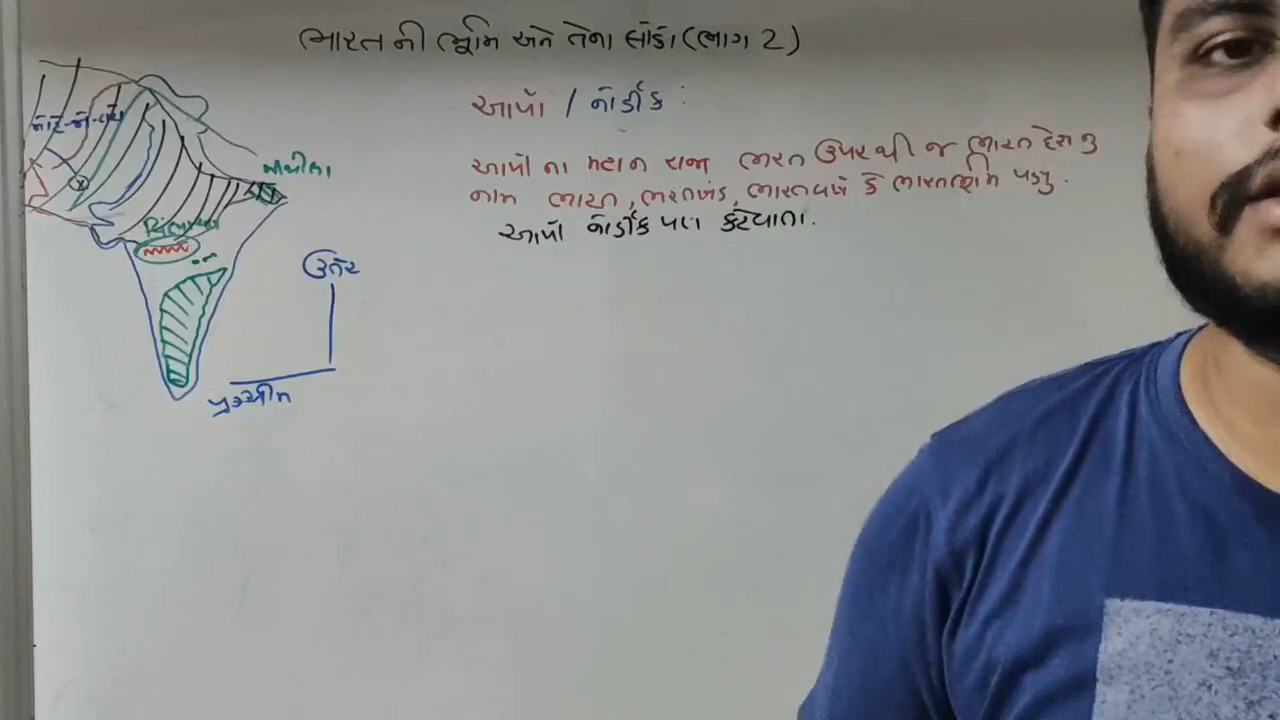 ભારત ની ભૂમિ અને તેના લોકો (ભાગ 2)
આર્યો / નોર્ડીક :
આર્યો ના મહાન રાજા ભરત ઉપરથી જ ભારત દેશ નુ
નામ ભારત, ભરતખંડ, ભારતવર્ષ કે ભારતભૂમિ પડ્યુ.
આર્યો નોર્ડીક પણ કહેવાતા.
મિથીલા
ઉત્તર